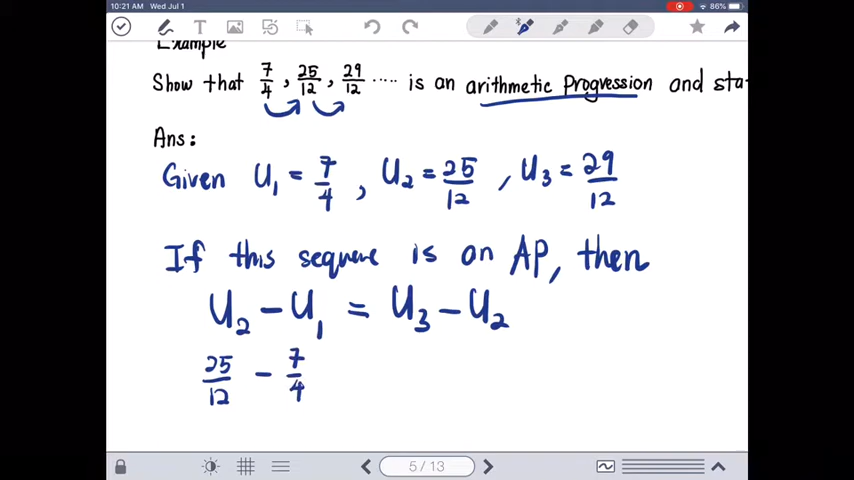 10:21 AM Wed Jul 1 86%
Example
Show that 7/4, 25/12, 29/12 ..... is an arithmetic progression and sta
Ans:
Given U₁ = 7/4, U₂ = 25/12, U₃ = 29/12
If this sequene is an AP, then
U₂ − U₁ = U₃ − U₂
25/12 − 7/4
5 / 13